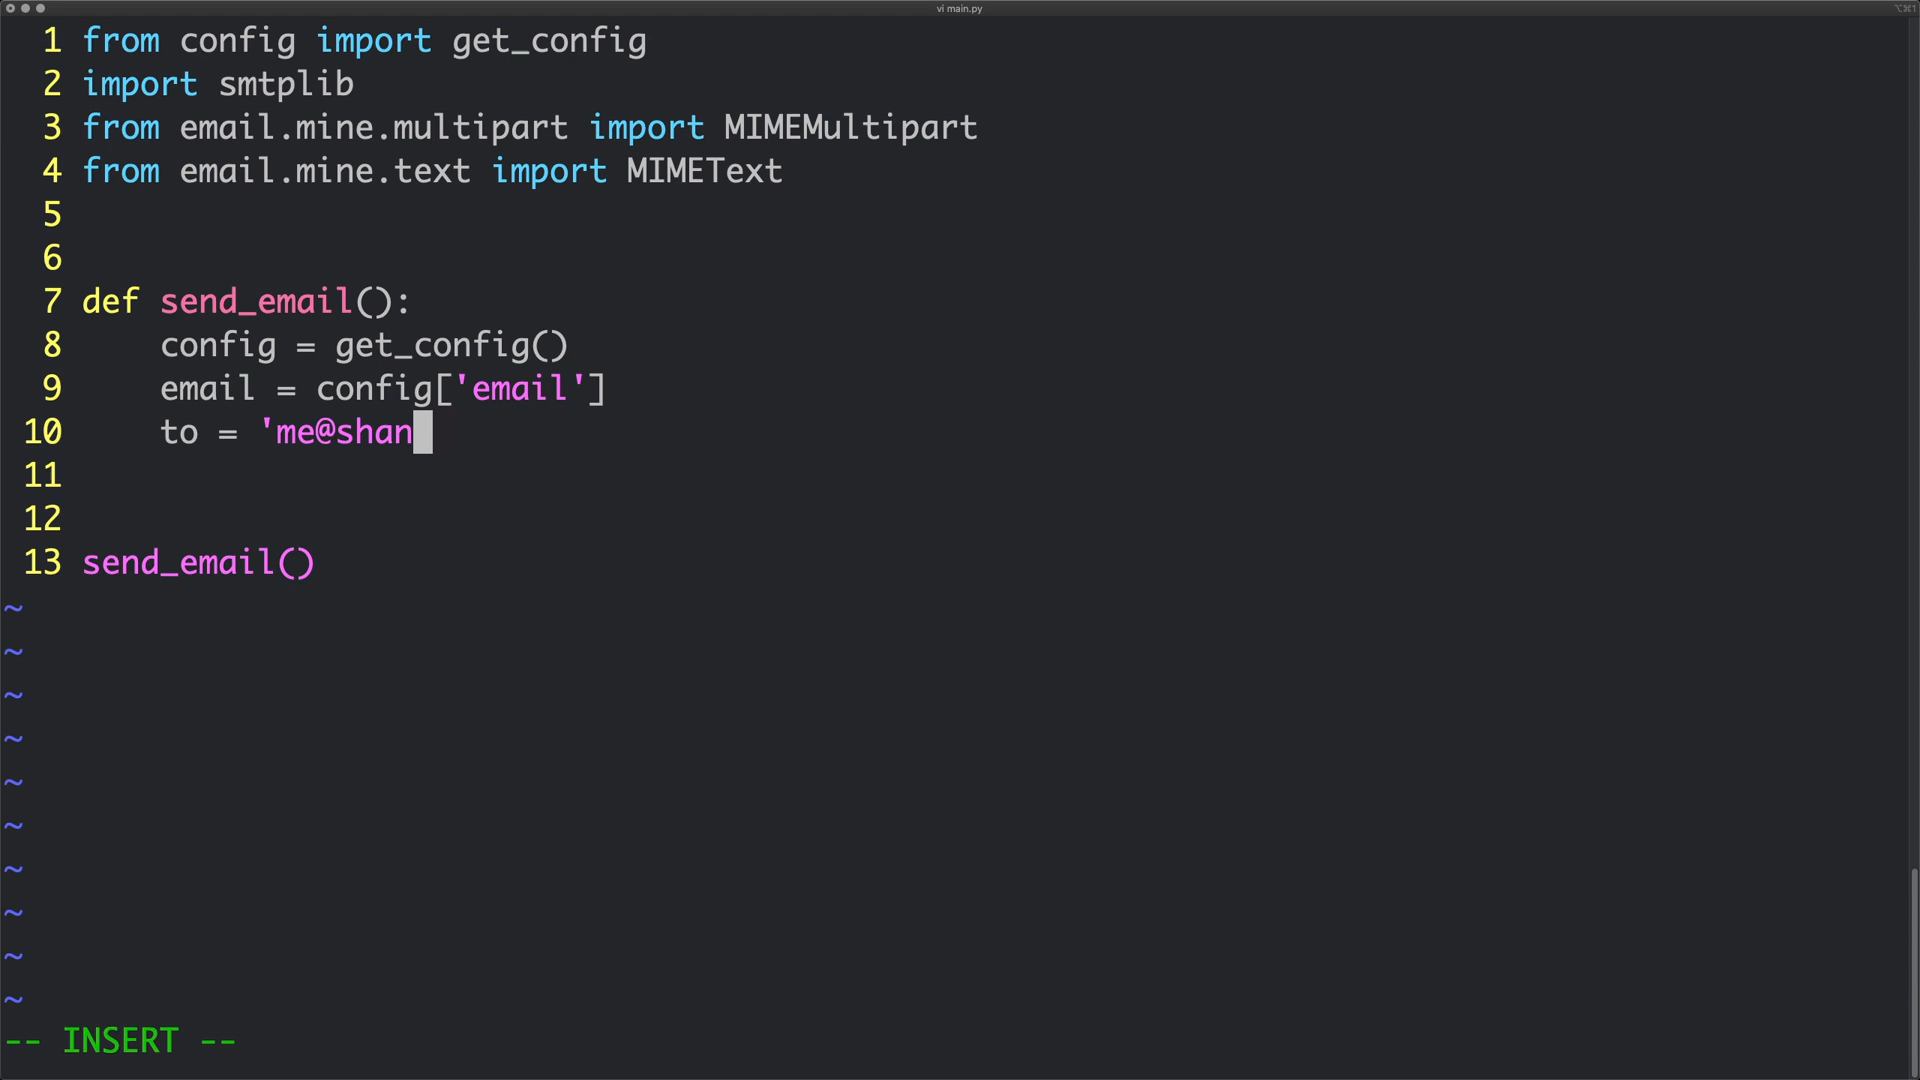 vi main.py
⌥⌘1
1 from config import get_config
2 import smtplib
3 from email.mine.multipart import MIMEMultipart
4 from email.mine.text import MIMEText
5
6
7 def send_email():
8     config = get_config()
9     email = config['email']
10     to = 'me@shan
11
12
13 send_email()
~
~
~
~
~
~
~
~
~
~
-- INSERT --